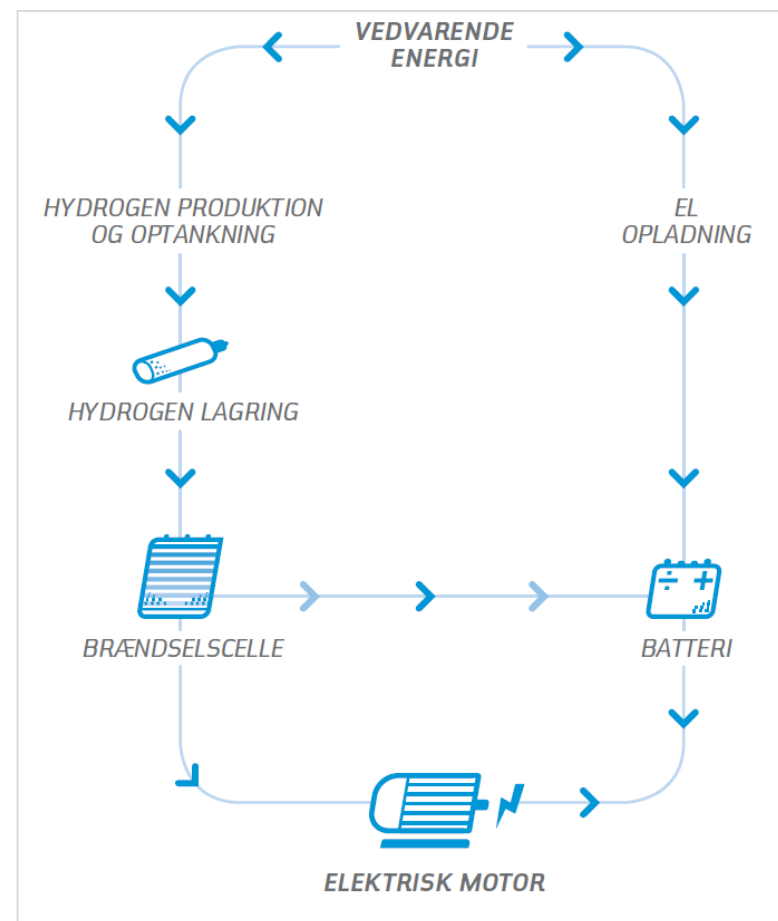 VEDVARENDE
ENERGI
HYDROGEN PRODUKTION
OG OPTANKNING
EL
OPLADNING
HYDROGEN LAGRING
÷ +
BRÆNDSELSCELLE
BATTERI
ELEKTRISK MOTOR